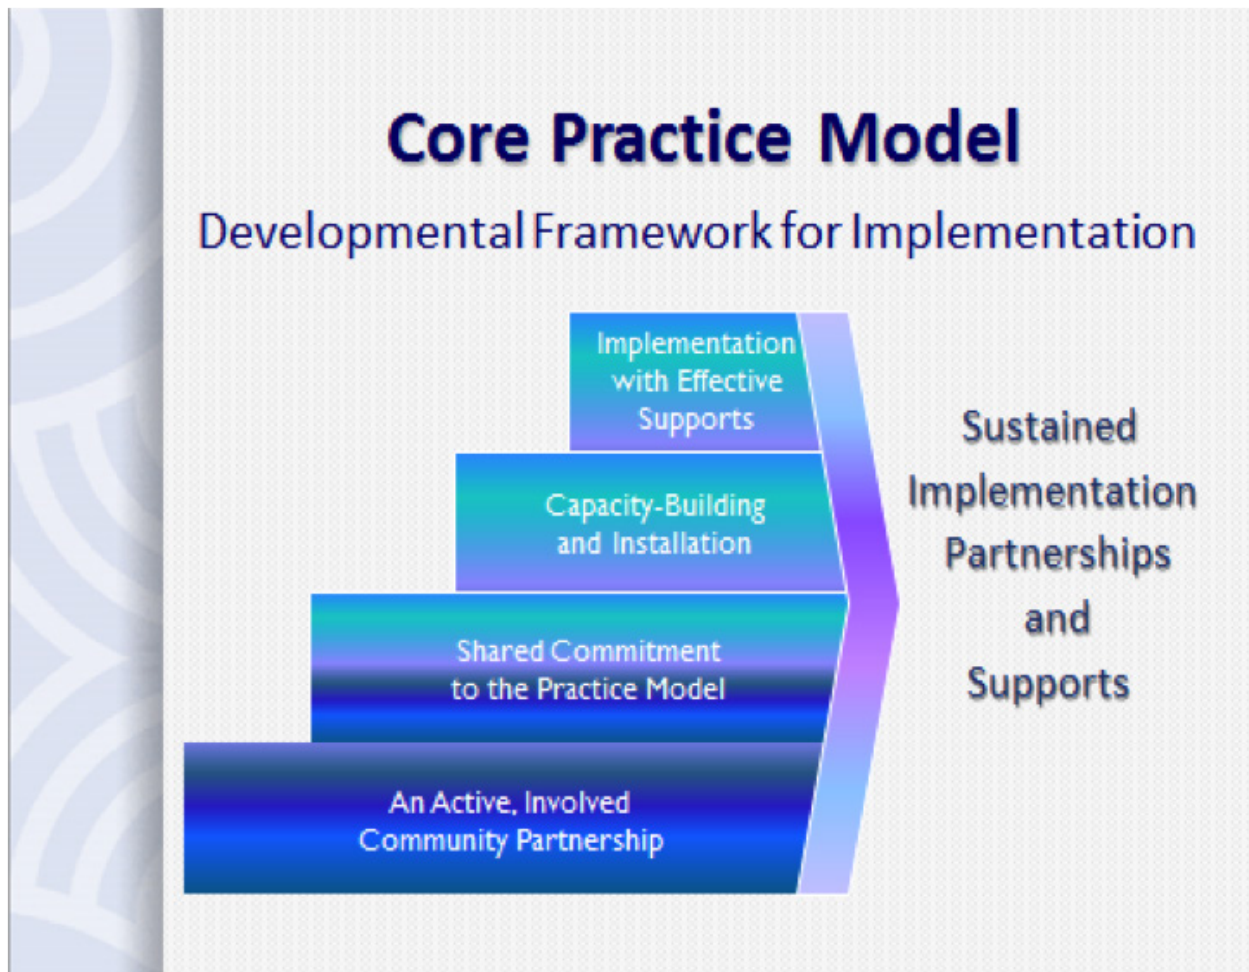 Core Practice Model
Developmental Framework for Implementation
Implementation
with Effective
Supports
Capacity-Building
and Installation
Shared Commitment
to the Practice Model
An Active, Involved
Community Partnership
Sustained
Implementation
Partnerships
and
Supports